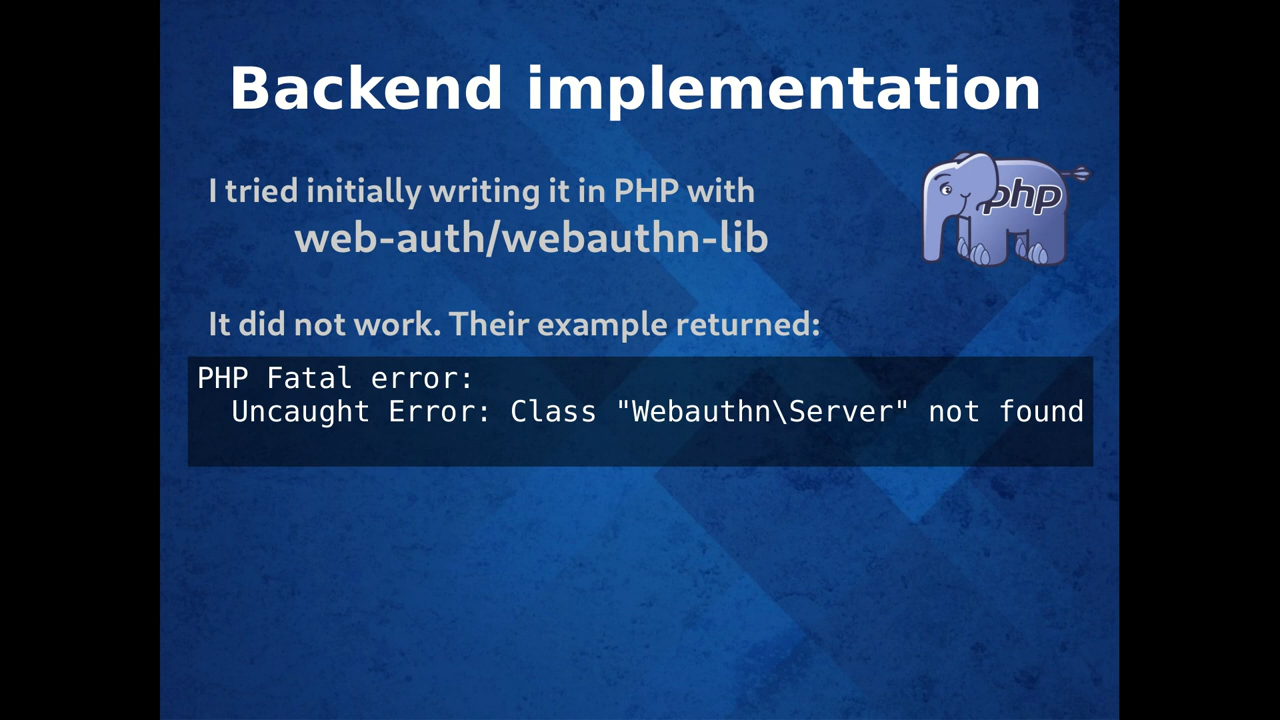 Backend implementation
I tried initially writing it in PHP with
web-auth/webauthn-lib
php
It did not work. Their example returned:
PHP Fatal error:
Uncaught Error: Class "Webauthn\Server" not found